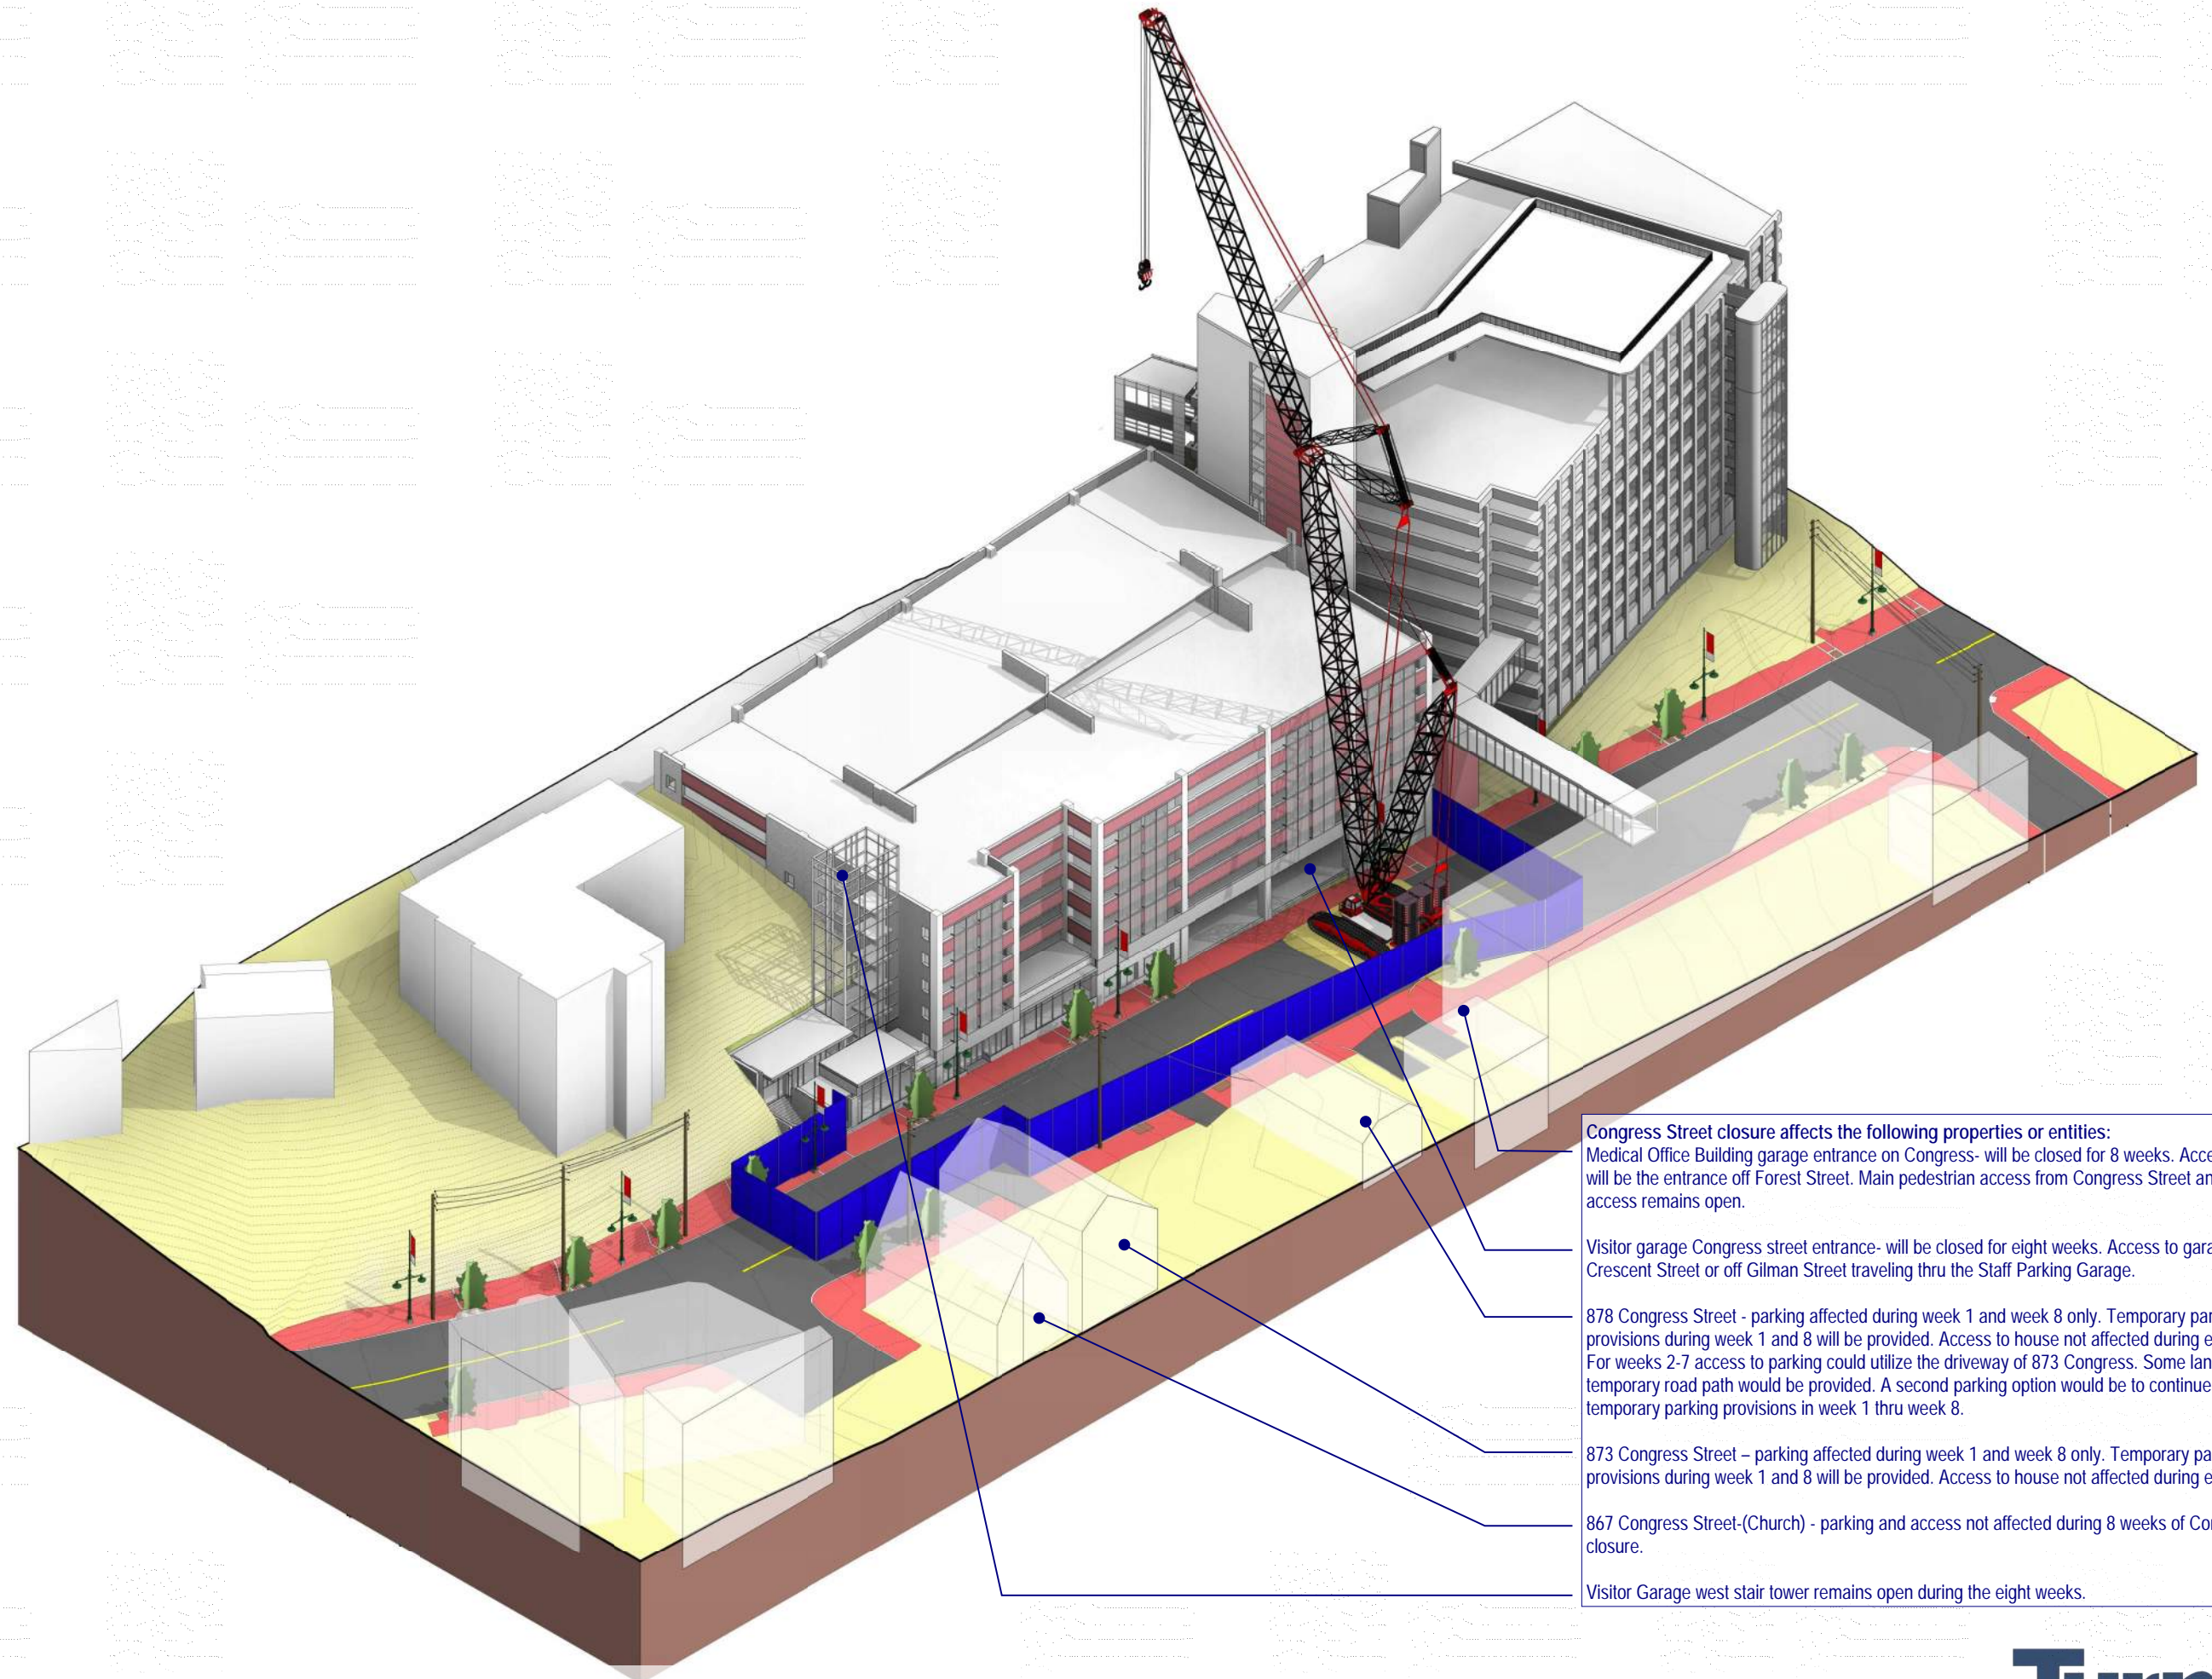 Congress Street closure affects the following properties or entities:
Medical Office Building garage entrance on Congress- will be closed for 8 weeks.
will be the entrance off Forest Street. Main pedestrian access from Congress Street
access remains open.
Visitor garage Congress street entrance- will be closed for eight weeks. Access to
Crescent Street or off Gilman Street traveling thru the Staff Parking Garage.
878 Congress Street - parking affected during week 1 and week 8 only. Temporary
provisions during week 1 and 8 will be provided. Access to house not affected during
For weeks 2-7 access to parking could utilize the driveway of 873 Congress. Some
temporary road path would be provided. A second parking option would be to continue
temporary parking provisions in week 1 thru week 8.
873 Congress Street – parking affected during week 1 and week 8 only. Temporary
provisions during week 1 and 8 will be provided. Access to house not affected during
867 Congress Street-(Church) - parking and access not affected during 8 weeks of
closure.
Visitor Garage west stair tower remains open during the eight weeks.